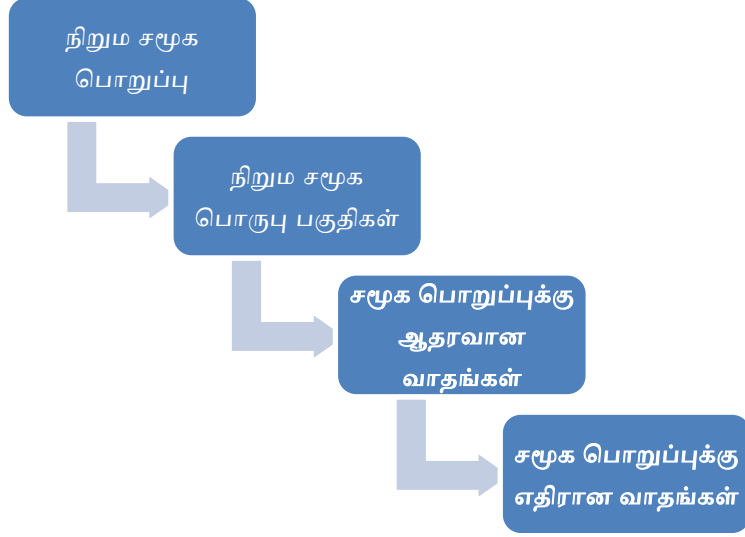 நிறும சமூக
பொறுப்பு
நிறும சமூக
பொருபு பகுதிகள்
சமூக பொறுப்புக்கு
ஆதரவான
வாதங்கள்
சமூக பொறுப்புக்கு
எதிரான வாதங்கள்